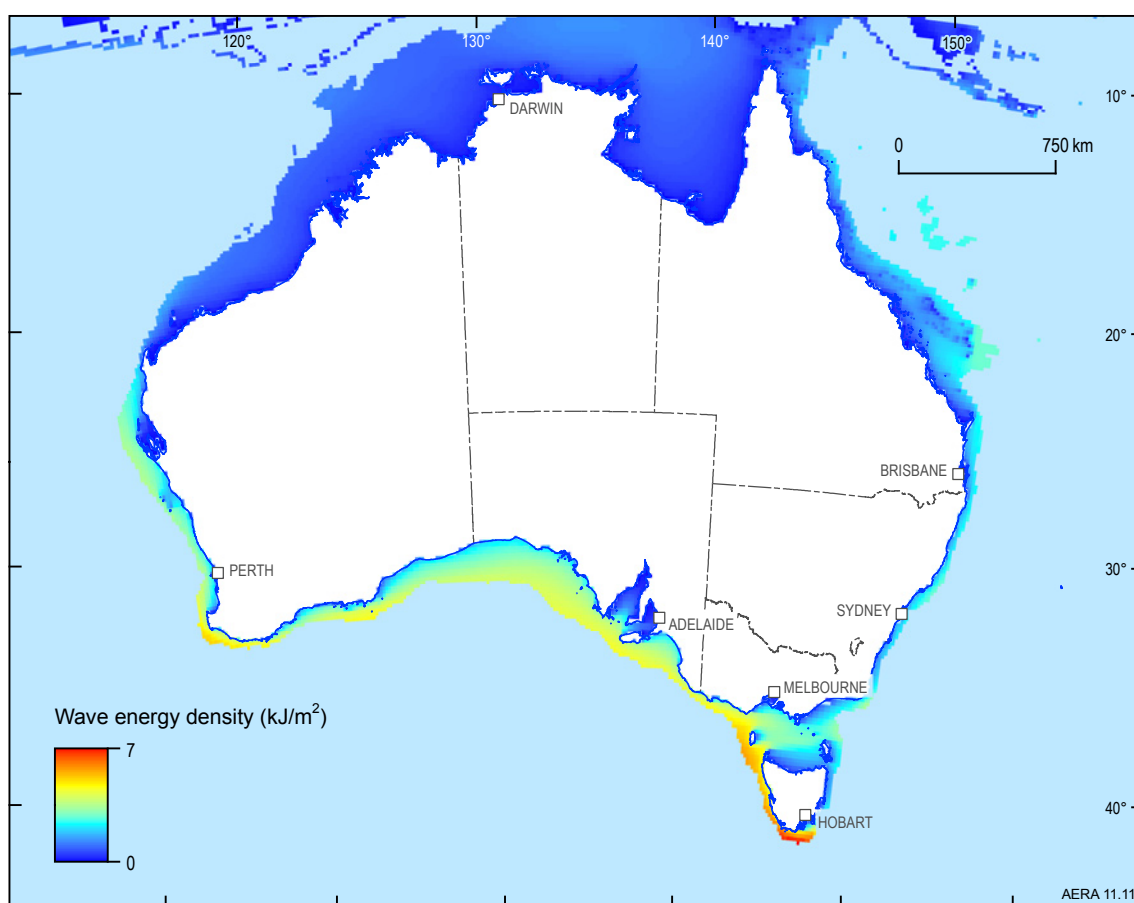 120°
130°
140°
150°
DARWIN
10°
0
750 km
20°
BRISBANE
30°
PERTH
SYDNEY
ADELAIDE
MELBOURNE
Wave energy density (kJ/m²)
7
0
40°
HOBART
AERA 11.11